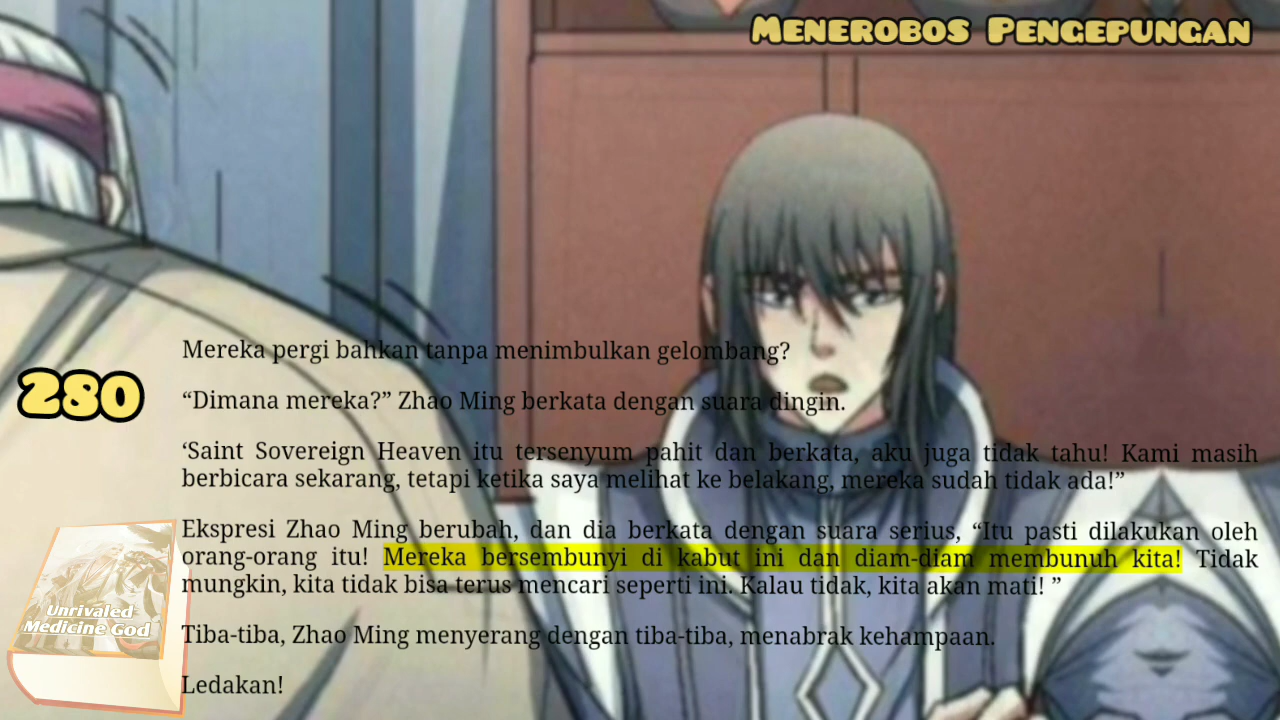 MENEROBOS PENGEPUNGAN
Mereka pergi bahkan tanpa menimbulkan gelombang?
280
“Dimana mereka?” Zhao Ming berkata dengan suara dingin.
‘Saint Sovereign Heaven itu tersenyum pahit dan berkata, aku juga tidak tahu! Kami masih
berbicara sekarang, tetapi ketika saya melihat ke belakang, mereka sudah tidak ada!”
Ekspresi Zhao Ming berubah, dan dia berkata dengan suara serius, “Itu pasti dilakukan oleh
orang-orang itu! Mereka bersembunyi di kabut ini dan diam-diam membunuh kita! Tidak
mungkin, kita tidak bisa terus mencari seperti ini. Kalau tidak, kita akan mati! ”
Unrivaled
Medicine God
Tiba-tiba, Zhao Ming menyerang dengan tiba-tiba, menabrak kehampaan.
Ledakan!